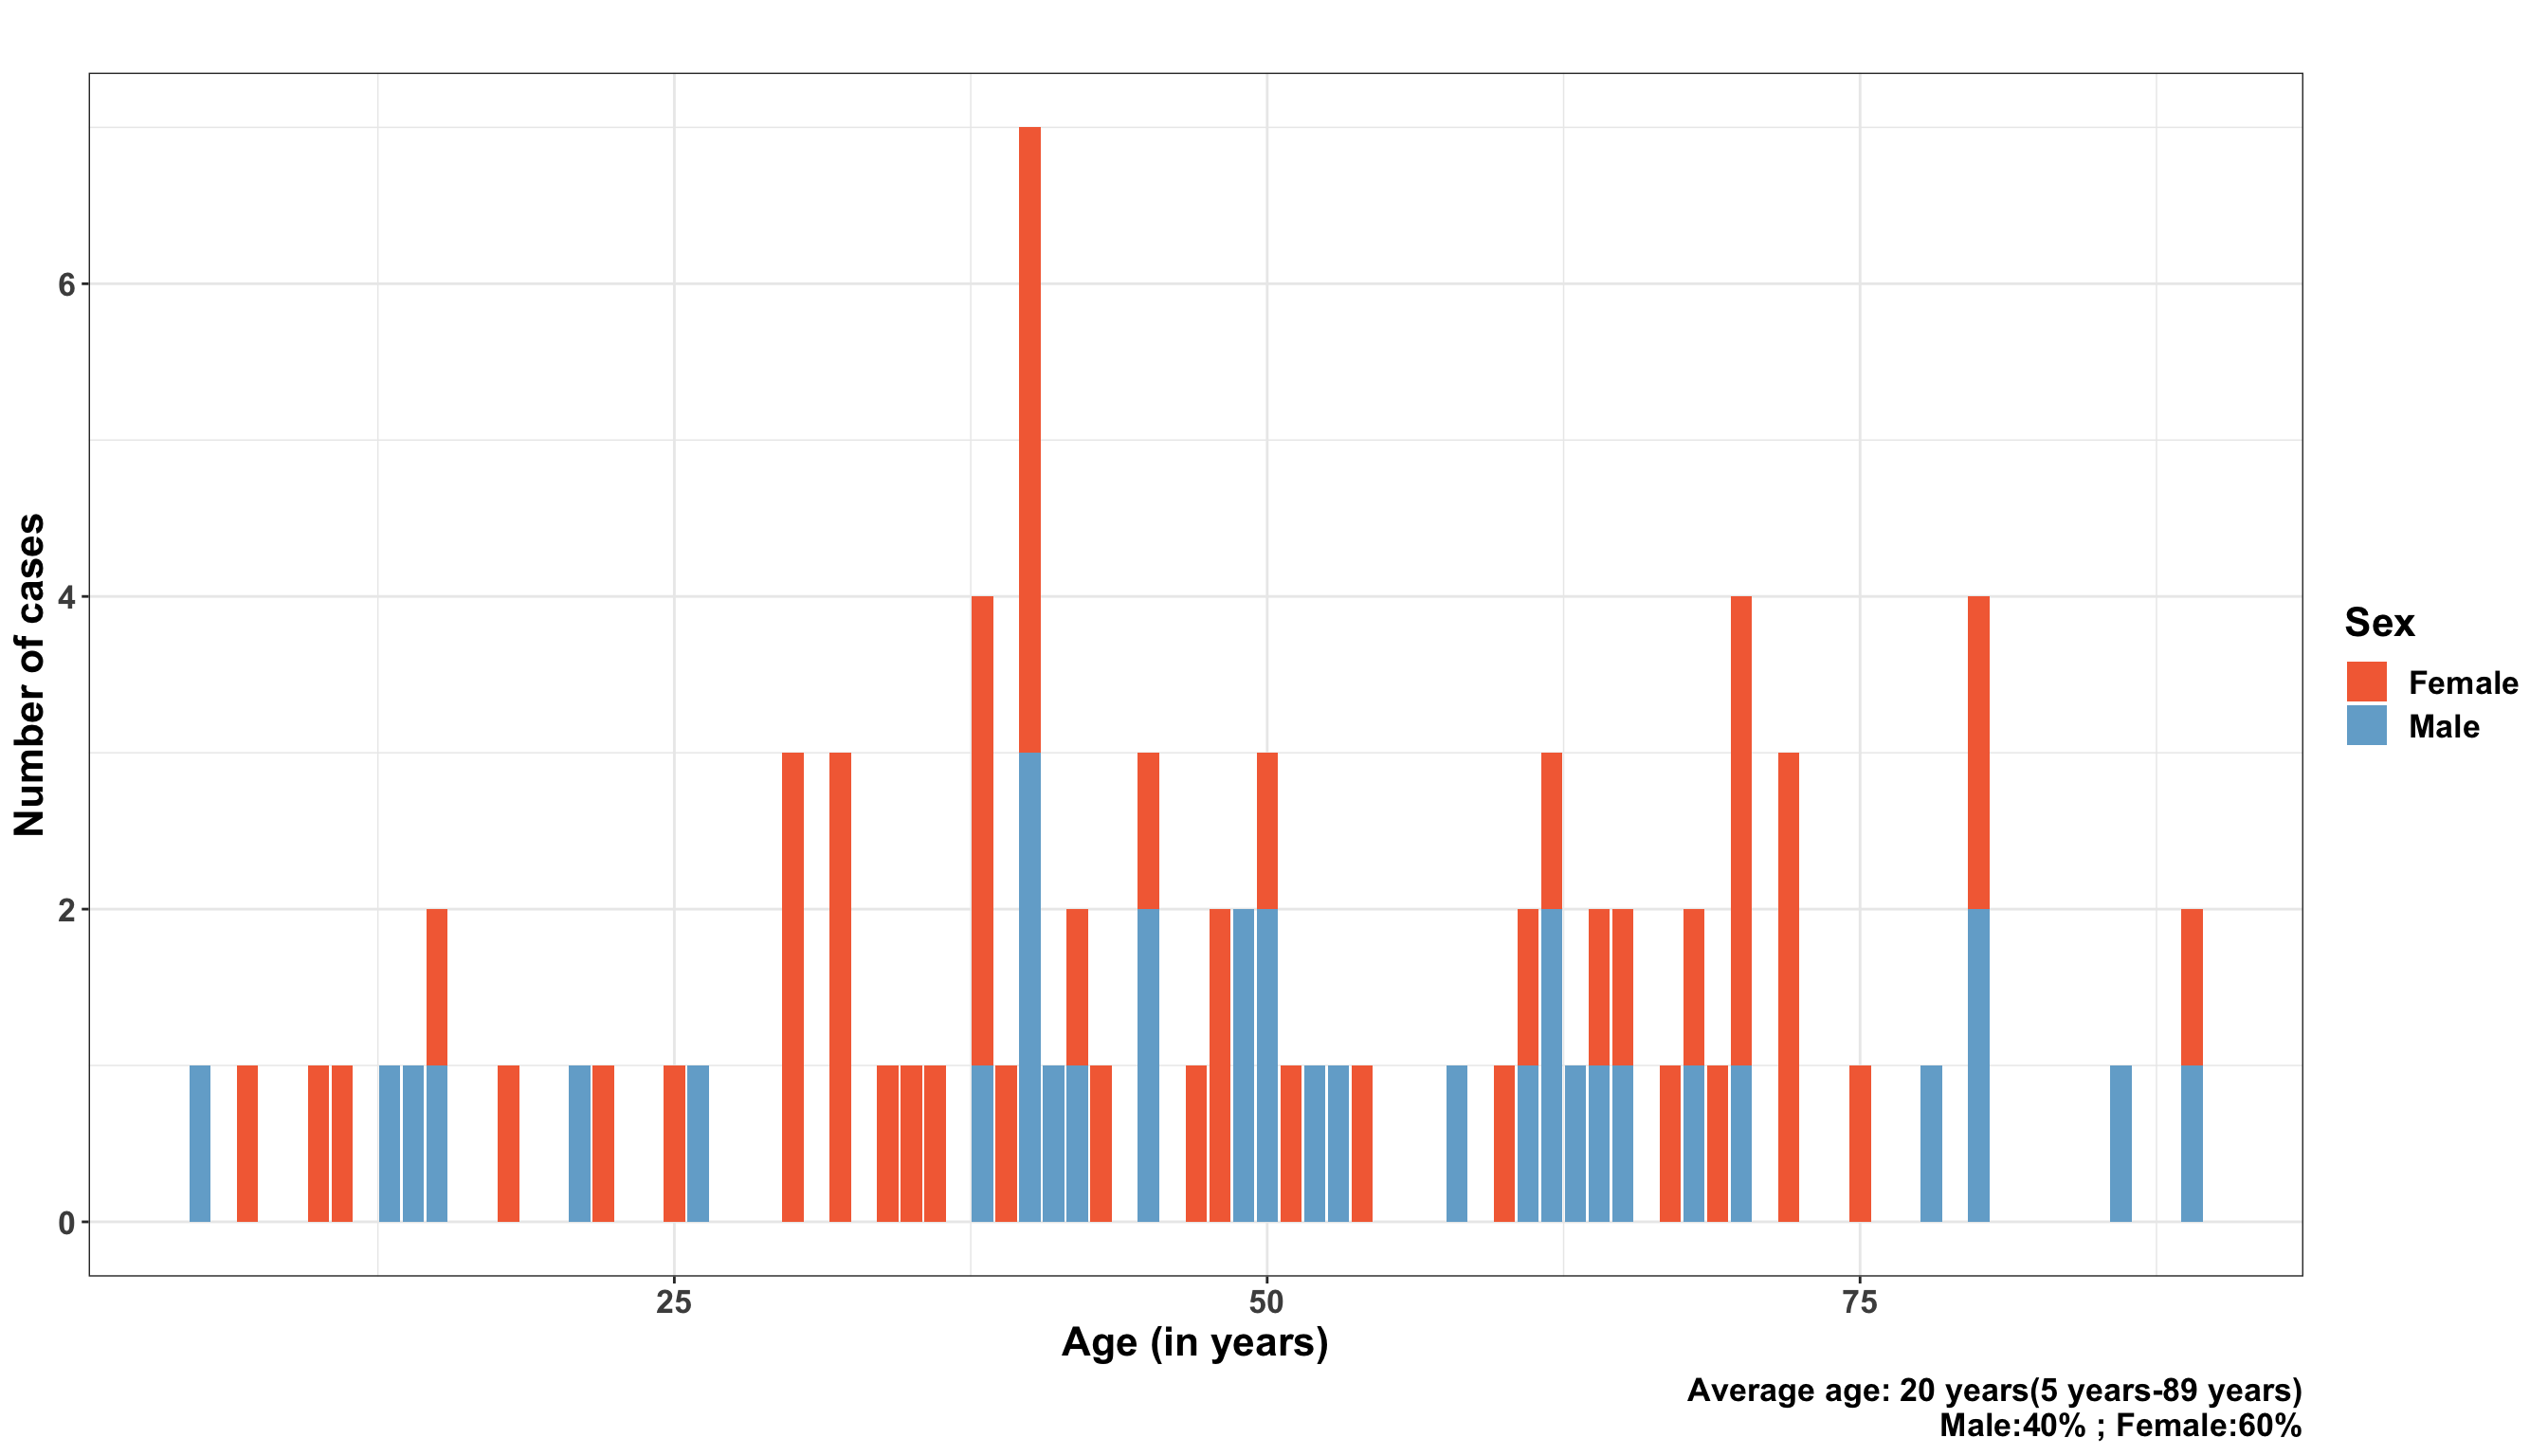 Number of cases
6
4
2
0
25
50
75
Age (in years)
Sex
Female
Male
Average age: 20 years(5 years-89 years)
Male:40% ; Female:60%